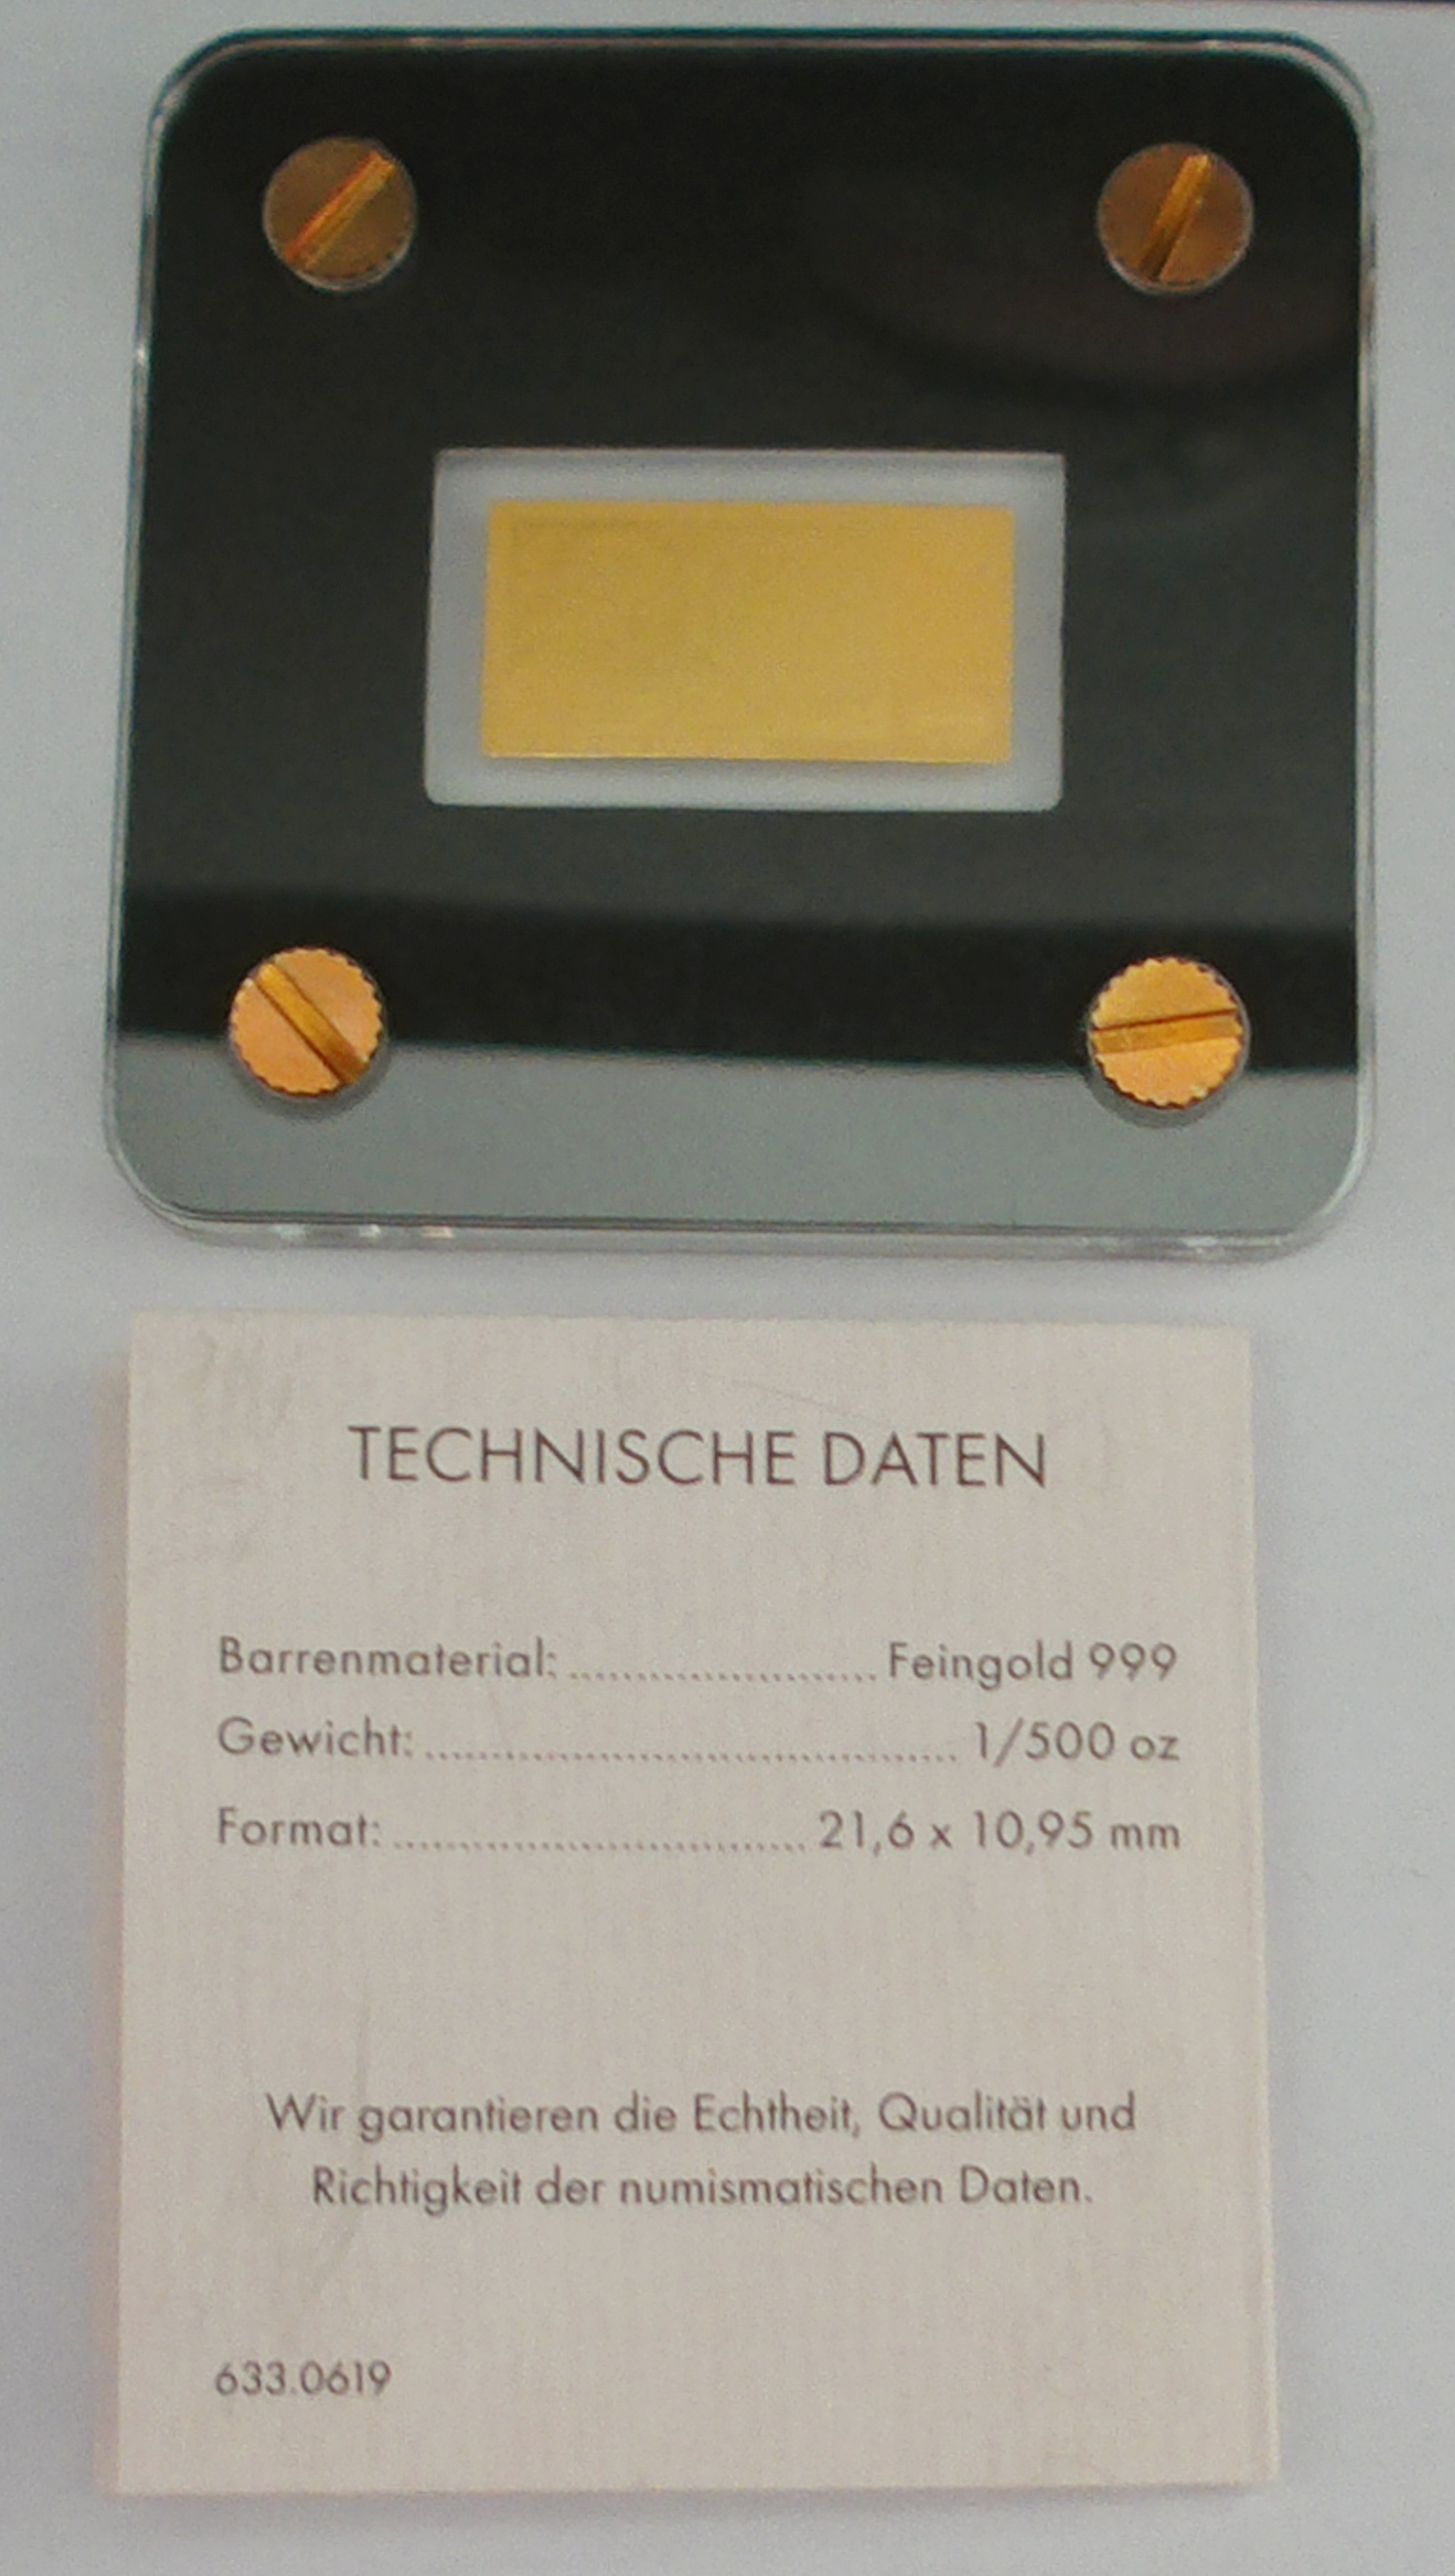 TECHNISCHE DATEN
Barrenmaterial: ........................ Feingold 999
Gewicht: ......................................... 1/500 oz
Format: ................................ 21,6 x 10,95 mm
Wir garantieren die Echtheit, Qualität und
Richtigkeit der numismatischen Daten.
633.0619